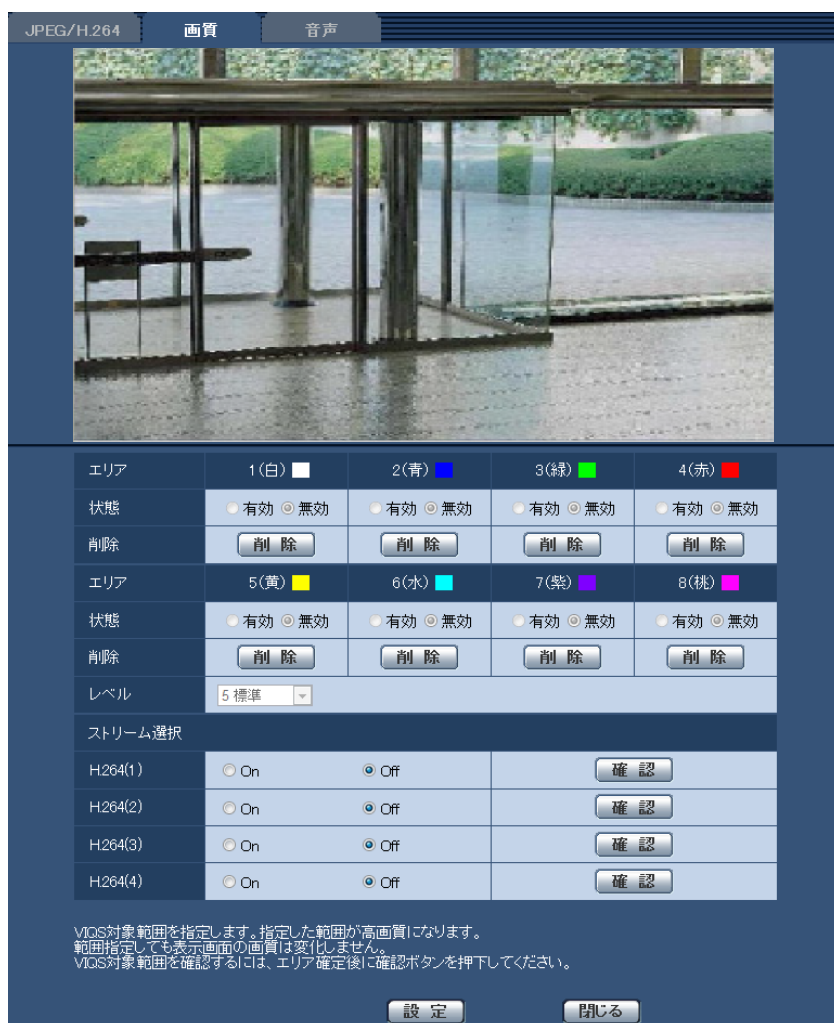 JPEG/H.264 画質 音声
エリア 1(白) 2(青) 3(緑) 4(赤)
状態 有効 無効 有効 無効 有効 無効 有効 無効
削除 削 除 削 除 削 除 削 除
エリア 5(黄) 6(水) 7(紫) 8(桃)
状態 有効 無効 有効 無効 有効 無効 有効 無効
削除 削 除 削 除 削 除 削 除
レベル 5 標準
ストリーム選択
H.264(1) On Off 確 認
H.264(2) On Off 確 認
H.264(3) On Off 確 認
H.264(4) On Off 確 認
VIQS対象範囲を指定します。指定した範囲が高画質になります。
範囲指定しても表示画面の画質は変化しません。
VIQS対象範囲を確認するには、エリア確定後に確認ボタンを押下してください。
設 定 閉じる